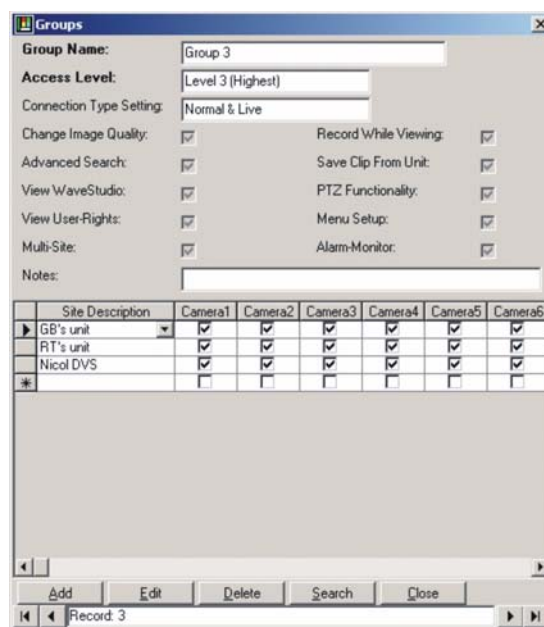 Groups
Group Name: Group 3
Access Level: Level 3 (Highest)
Connection Type Setting: Normal & Live
Change Image Quality: Record While Viewing:
Advanced Search: Save Clip From Unit:
View WaveStudio: PTZ Functionality:
View User-Rights: Menu Setup:
Multi-Site: Alarm-Monitor:
Notes:
Site Description Camera1 Camera2 Camera3 Camera4 Camera5 Camera6
GB's unit
RT's unit
Nicol DVS
Add Edit Delete Search Close
Record: 3